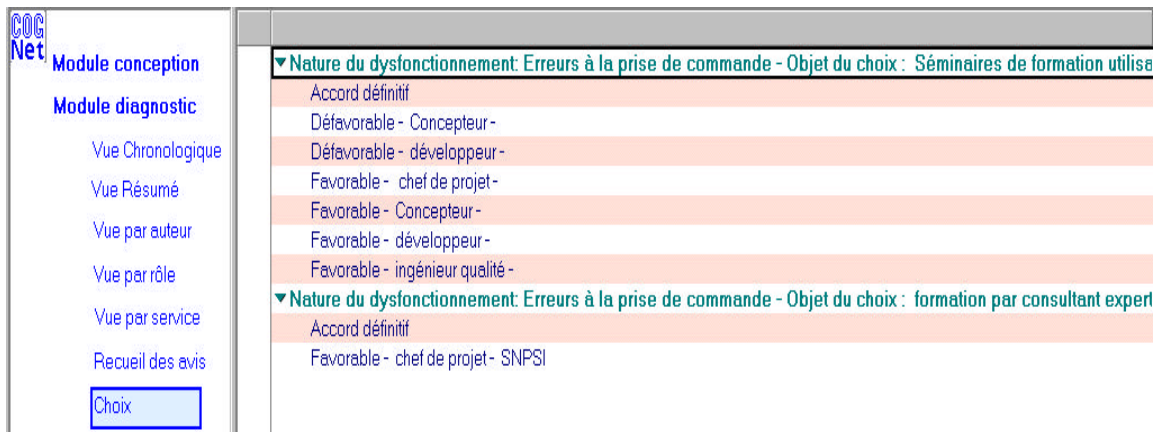 COG
Net
Module conception
Module diagnostic
Vue Chronologique
Vue Résumé
Vue par auteur
Vue par rôle
Vue par service
Recueil des avis
Choix
Nature du dysfonctionnement: Erreurs à la prise de commande - Objet du choix : Séminaires de formation utilisa
Accord définitif
Défavorable - Concepteur -
Défavorable - développeur -
Favorable - chef de projet -
Favorable - Concepteur -
Favorable - développeur -
Favorable - ingénieur qualité -
Nature du dysfonctionnement: Erreurs à la prise de commande - Objet du choix : formation par consultant expert
Accord définitif
Favorable - chef de projet - SNPSI